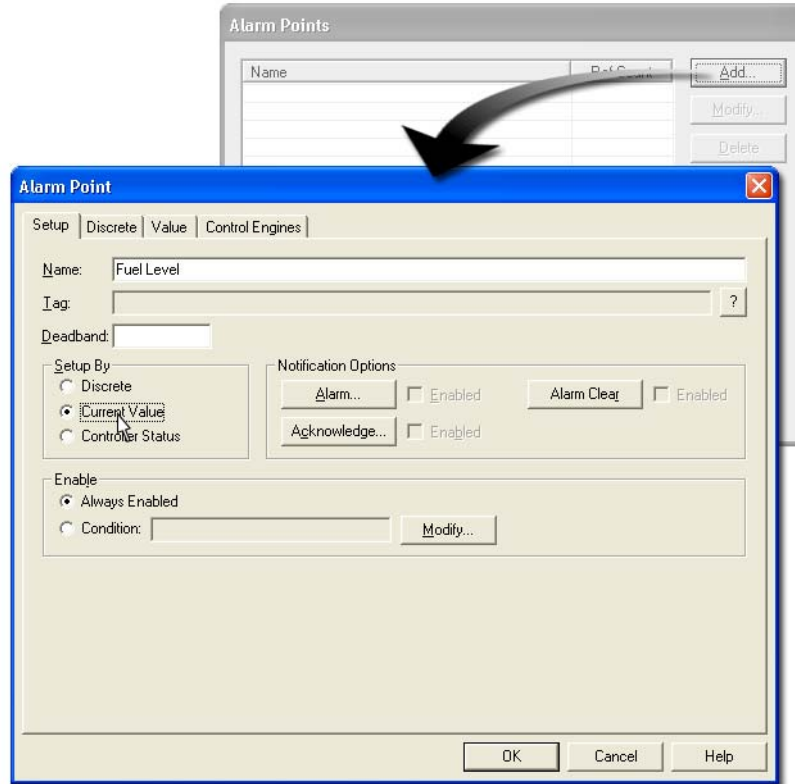 Alarm Points
Name Ref Count Add...
Modify...
Delete
Alarm Point
Setup Discrete Value Control Engines
Name: Fuel Level
Tag: ?
Deadband:
Setup By Notification Options
Discrete Alarm... Enabled Alarm Clear Enabled
Current Value
Controller Status Acknowledge... Enabled
Enable
Always Enabled
Condition: Modify...
OK Cancel Help